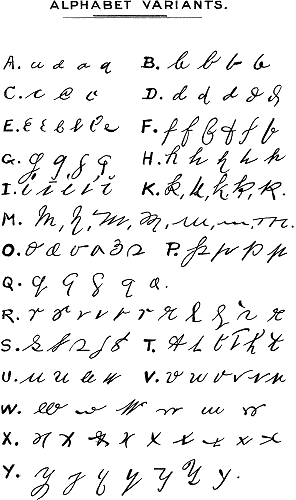 ALPHABET VARIANTS.
A. a a a a B. b b b b
C. c c c D. d d d d d
E. e e e e e e F. f f f f f f
G. g g g g H. h h h h h
I. i i i i i K. k, k, k, k, k.
M. m, m, m, m, m, m, m.
O. o o o o o o P. p p p p
Q. q q q q q.
R. r r r r r r r r r r r
S. s s s s s T. t t t t t t
U. u u u u V. v v v v v v
W. w w w w w w
X. x x x x x x x x x
Y. y y y y y y y.